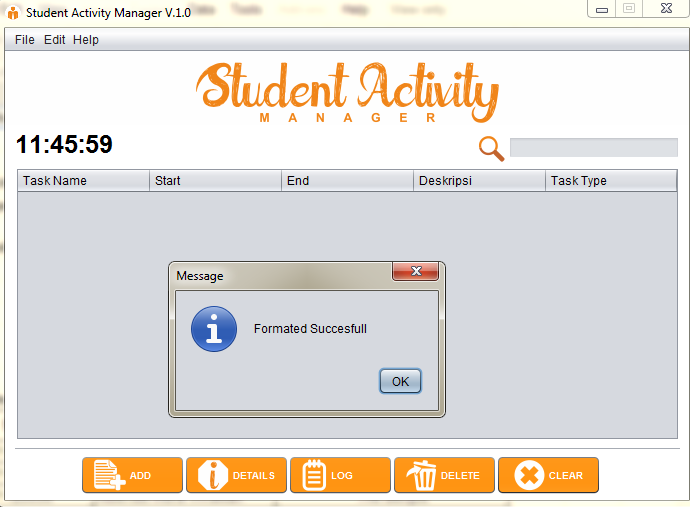 Student Activity Manager V.1.0
File Edit Help
Student Activity
MANAGER
11:45:59
Task Name Start End Deskripsi Task Type
Message
Formated Succesfull
OK
ADD DETAILS LOG DELETE CLEAR